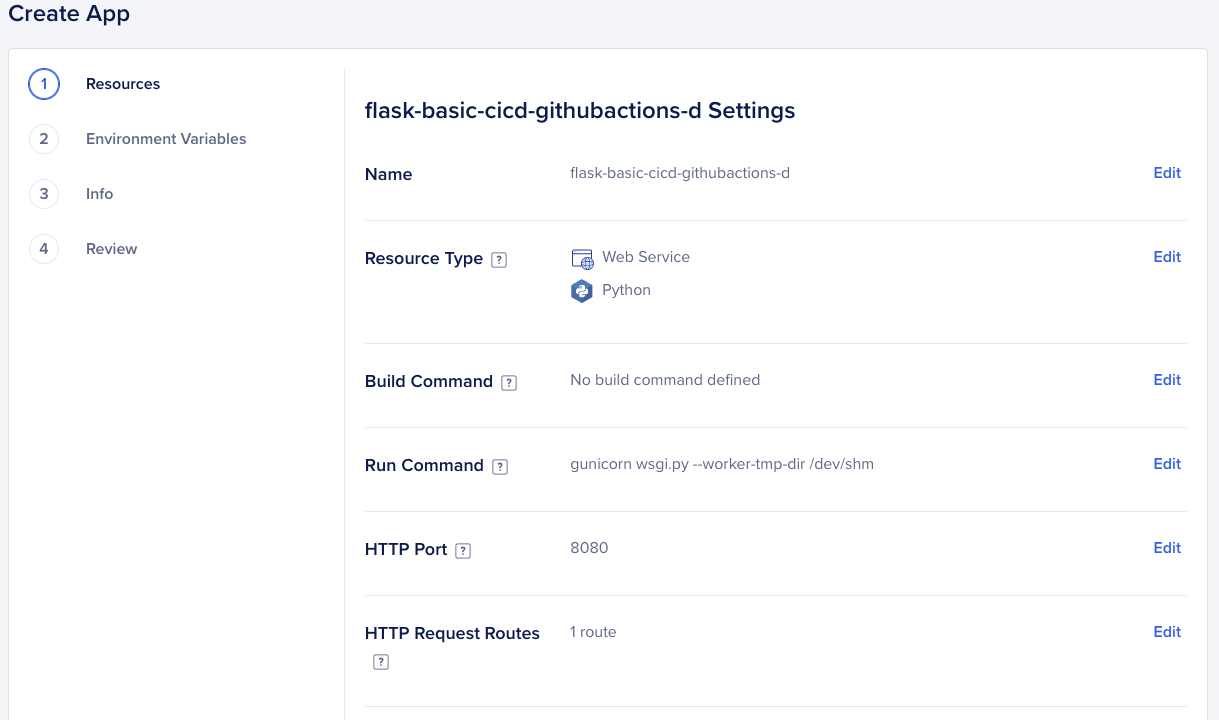 Create App
1 Resources
2 Environment Variables
3 Info
4 Review
flask-basic-cicd-githubactions-d Settings
Name flask-basic-cicd-githubactions-d Edit
Resource Type ? Web Service Edit
Python
Build Command ? No build command defined Edit
Run Command ? gunicorn wsgi.py --worker-tmp-dir /dev/shm Edit
HTTP Port ? 8080 Edit
HTTP Request Routes 1 route Edit
?